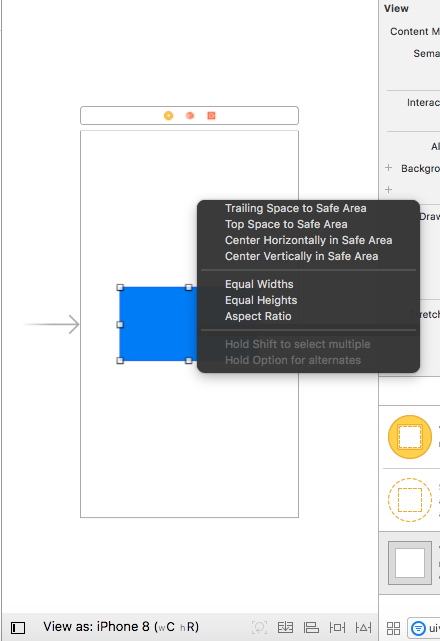 View
Content M
Sema
Interac
Al
Backgro
Draw
Trailing Space to Safe Area
Top Space to Safe Area
Center Horizontally in Safe Area
Center Vertically in Safe Area
Equal Widths
Equal Heights
Aspect Ratio
Hold Shift to select multiple
Hold Option for alternates
Stretch
View as: iPhone 8 (wC hR)
uiv